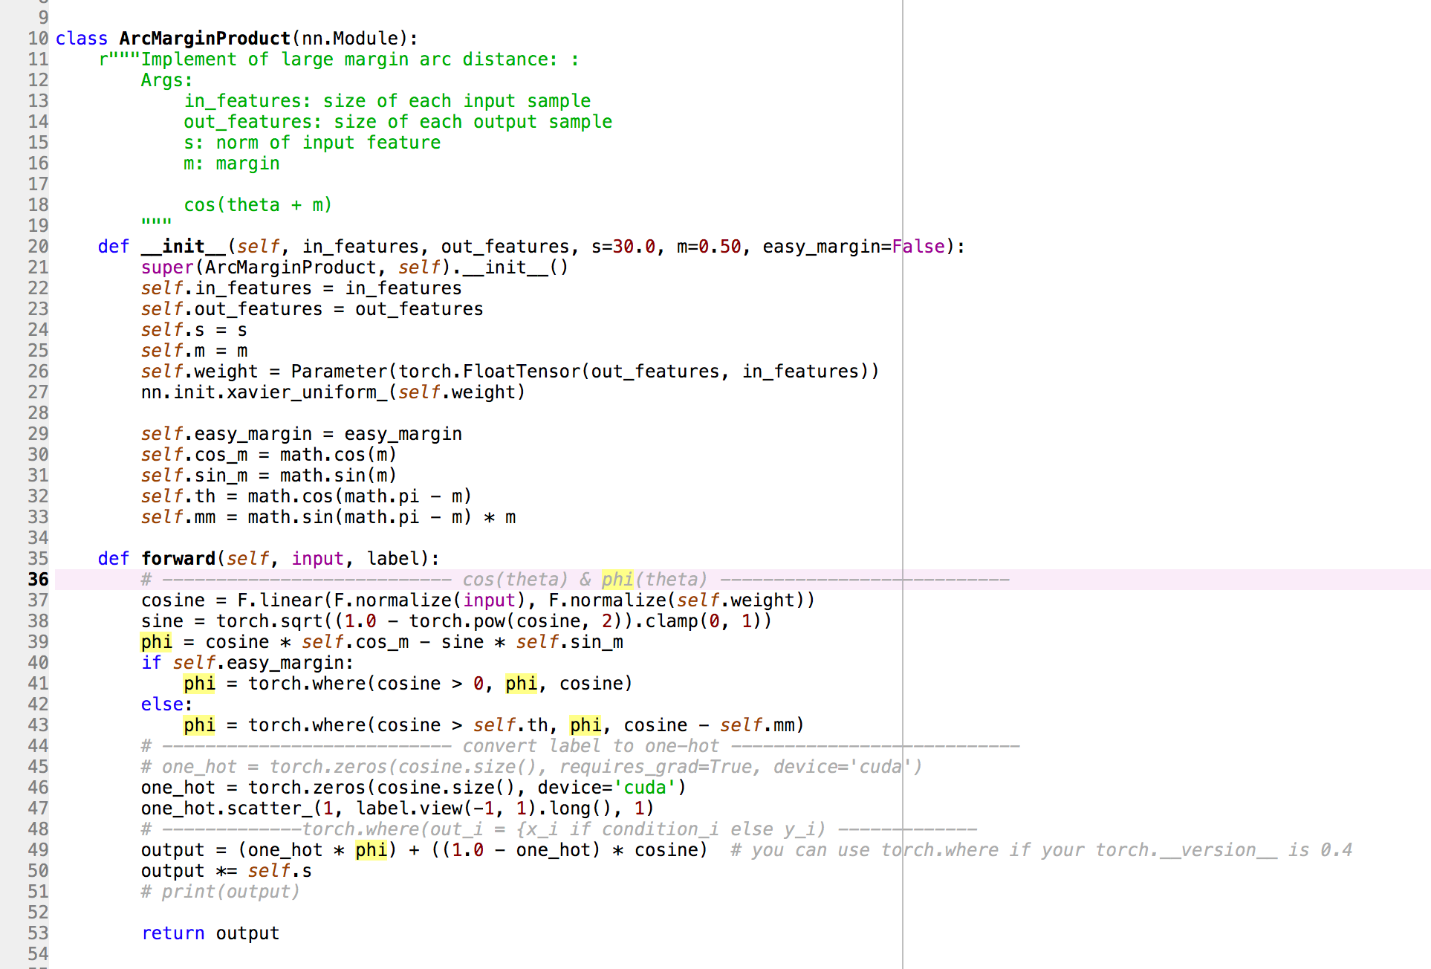 9
10 class ArcMarginProduct(nn.Module):
11     r"""Implement of large margin arc distance: :
12         Args:
13             in_features: size of each input sample
14             out_features: size of each output sample
15             s: norm of input feature
16             m: margin
17
18             cos(theta + m)
19         """
20     def __init__(self, in_features, out_features, s=30.0, m=0.50, easy_margin=False):
21         super(ArcMarginProduct, self).__init__()
22         self.in_features = in_features
23         self.out_features = out_features
24         self.s = s
25         self.m = m
26         self.weight = Parameter(torch.FloatTensor(out_features, in_features))
27         nn.init.xavier_uniform_(self.weight)
28
29         self.easy_margin = easy_margin
30         self.cos_m = math.cos(m)
31         self.sin_m = math.sin(m)
32         self.th = math.cos(math.pi - m)
33         self.mm = math.sin(math.pi - m) * m
34
35     def forward(self, input, label):
36         # --------------------------- cos(theta) & phi(theta) ---------------------------
37         cosine = F.linear(F.normalize(input), F.normalize(self.weight))
38         sine = torch.sqrt((1.0 - torch.pow(cosine, 2)).clamp(0, 1))
39         phi = cosine * self.cos_m - sine * self.sin_m
40         if self.easy_margin:
41             phi = torch.where(cosine > 0, phi, cosine)
42         else:
43             phi = torch.where(cosine > self.th, phi, cosine - self.mm)
44         # --------------------------- convert label to one-hot ---------------------------
45         # one_hot = torch.zeros(cosine.size(), requires_grad=True, device='cuda')
46         one_hot = torch.zeros(cosine.size(), device='cuda')
47         one_hot.scatter_(1, label.view(-1, 1).long(), 1)
48         # -------------torch.where(out_i = {x_i if condition_i else y_i) -------------
49         output = (one_hot * phi) + ((1.0 - one_hot) * cosine)  # you can use torch.where if your torch.__version__ is 0.4
50         output *= self.s
51         # print(output)
52
53         return output
54